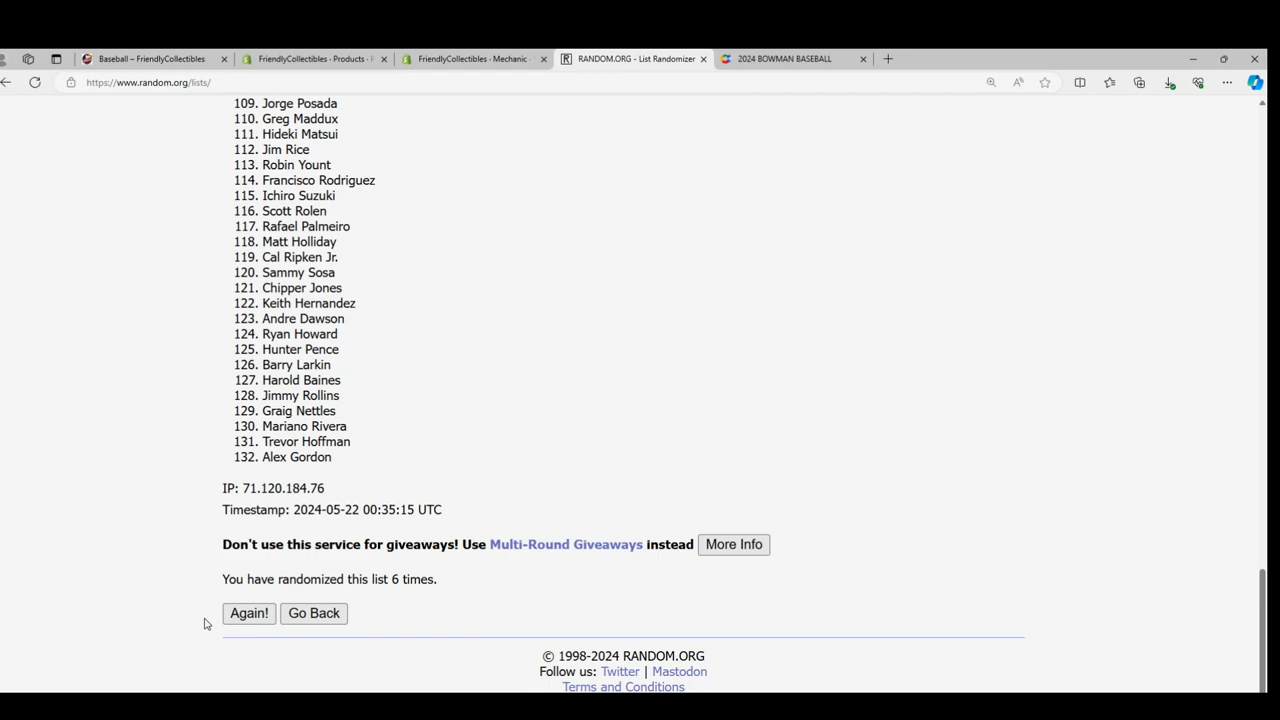 Baseball – FriendlyCollectibles
FriendlyCollectibles · Products ·
FriendlyCollectibles · Mechanic ·
RANDOM.ORG - List Randomizer
2024 BOWMAN BASEBALL
https://www.random.org/lists/
109. Jorge Posada
110. Greg Maddux
111. Hideki Matsui
112. Jim Rice
113. Robin Yount
114. Francisco Rodriguez
115. Ichiro Suzuki
116. Scott Rolen
117. Rafael Palmeiro
118. Matt Holliday
119. Cal Ripken Jr.
120. Sammy Sosa
121. Chipper Jones
122. Keith Hernandez
123. Andre Dawson
124. Ryan Howard
125. Hunter Pence
126. Barry Larkin
127. Harold Baines
128. Jimmy Rollins
129. Graig Nettles
130. Mariano Rivera
131. Trevor Hoffman
132. Alex Gordon
IP: 71.120.184.76
Timestamp: 2024-05-22 00:35:15 UTC
Don't use this service for giveaways! Use Multi-Round Giveaways instead More Info
You have randomized this list 6 times.
Again! Go Back
© 1998-2024 RANDOM.ORG
Follow us: Twitter | Mastodon
Terms and Conditions